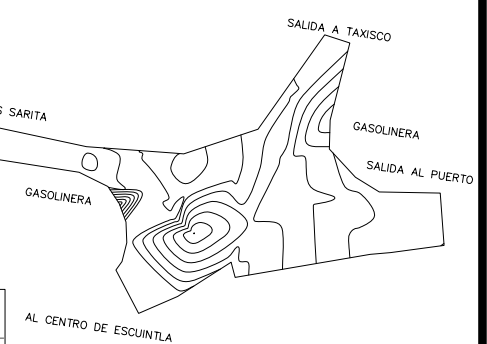 SALIDA A TAXISCO
S SARITA
GASOLINERA
SALIDA AL PUERTO
GASOLINERA
AL CENTRO DE ESCUINTLA